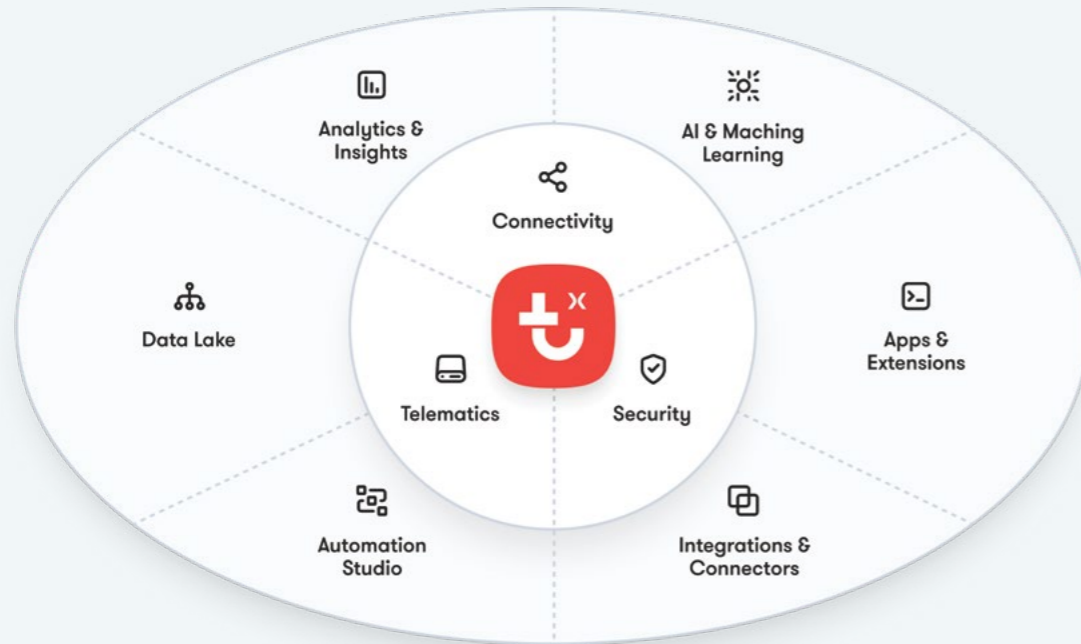 Analytics &
Insights
AI & Maching
Learning
Connectivity
Data Lake
Apps &
Extensions
Telematics
Security
Automation
Studio
Integrations &
Connectors